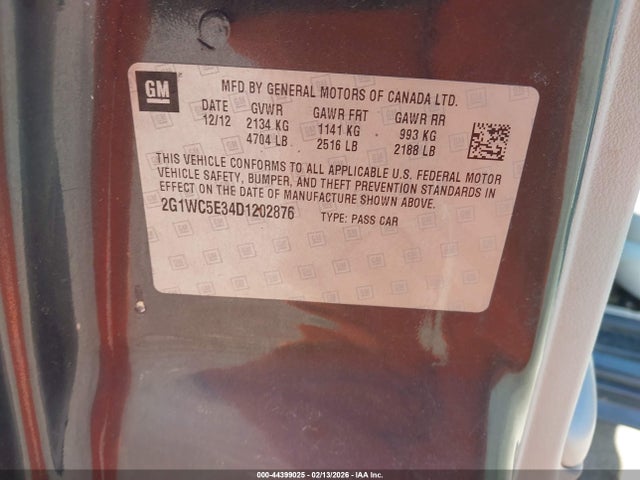 GM
MFD BY GENERAL MOTORS OF CANADA LTD.
DATE GVWR GAWR FRT GAWR RR
12/12 2134 KG 1141 KG 993 KG
4704 LB 2516 LB 2188 LB
THIS VEHICLE CONFORMS TO ALL APPLICABLE U.S. FEDERAL MOTOR
VEHICLE SAFETY, BUMPER, AND THEFT PREVENTION STANDARDS IN
EFFECT ON THE DATE OF MANUFACTURE SHOWN ABOVE.
2G1WC5E34D1202876 TYPE: PASS CAR
000-44399025 - 02/13/2026 - IAA Inc.